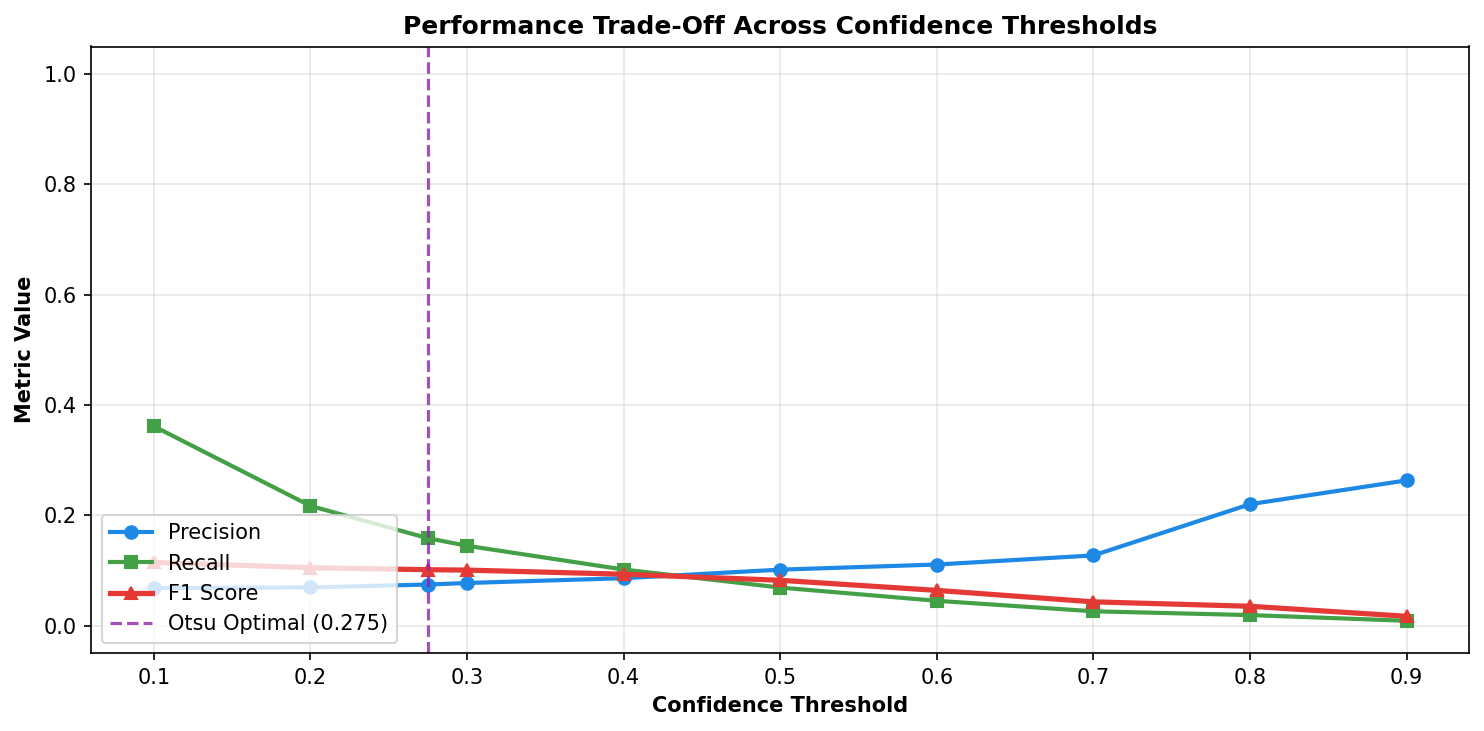 Performance Trade-Off Across Confidence Thresholds
Metric Value
1.0
0.8
0.6
0.4
0.2
0.0
Precision
Recall
F1 Score
Otsu Optimal (0.275)
0.1 0.2 0.3 0.4 0.5 0.6 0.7 0.8 0.9
Confidence Threshold